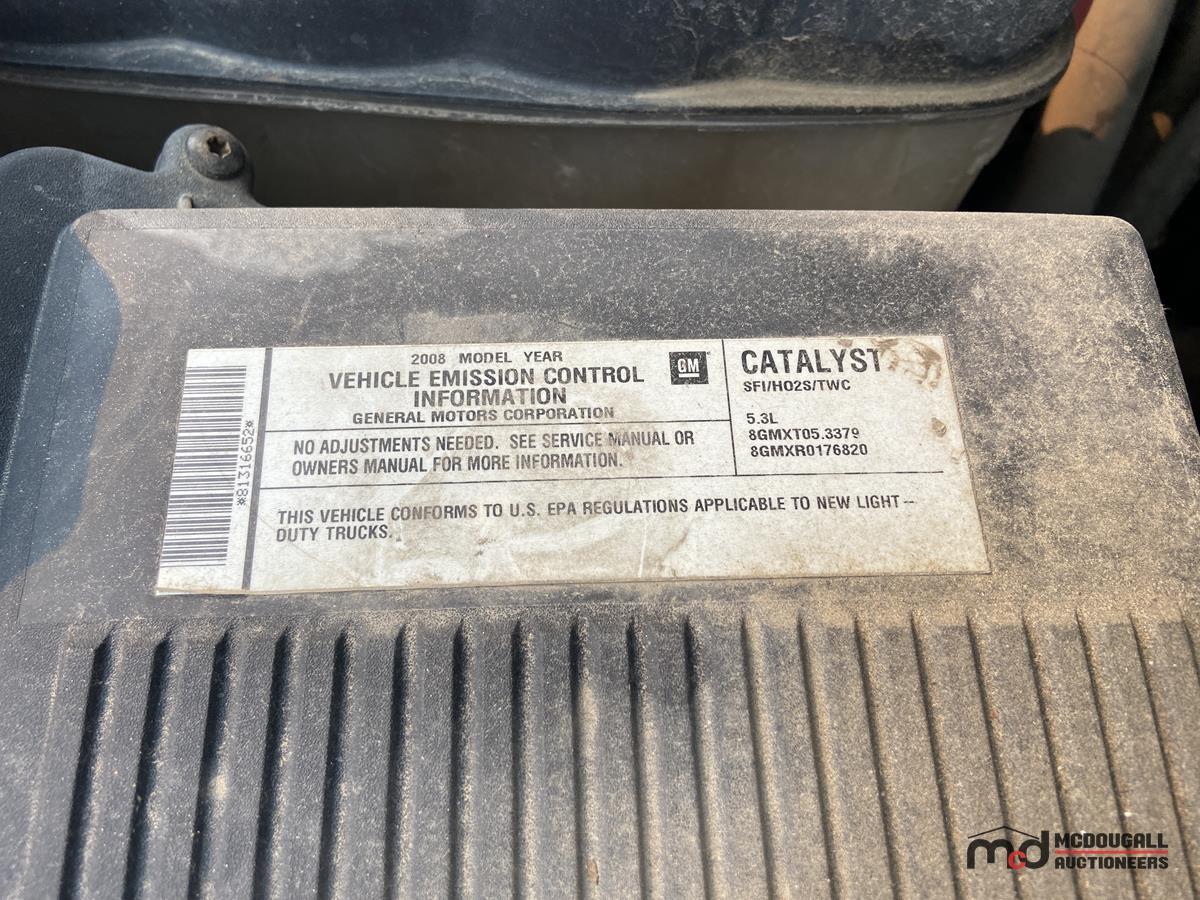 *81316652*
2008 MODEL YEAR
VEHICLE EMISSION CONTROL
INFORMATION
GENERAL MOTORS CORPORATION
GM
NO ADJUSTMENTS NEEDED. SEE SERVICE MANUAL OR
OWNERS MANUAL FOR MORE INFORMATION.
CATALYST
SFI/HO2S/TWC
5.3L
8GMXT05.3379
8GMXR0176820
THIS VEHICLE CONFORMS TO U.S. EPA REGULATIONS APPLICABLE TO NEW LIGHT--
DUTY TRUCKS.
mcd MCDOUGALL
AUCTIONEERS